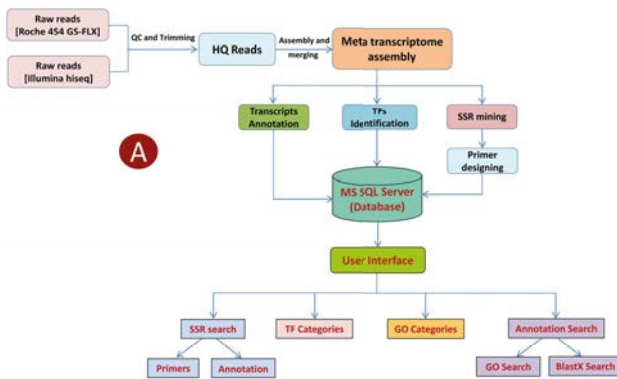 Raw reads
[Roche 454 GS-FLX]
QC and Trimming
HQ Reads
Assembly and
merging
Meta transcriptome
assembly
Raw reads
[Illumina hiseq]
Transcripts
Annotation
TFs
Identification
SSR mining
A
Primer
designing
MS SQL Server
(Database)
User Interface
SSR search
TF Categories
GO Categories
Annotation Search
Primers
Annotation
GO Search
BlastX Search